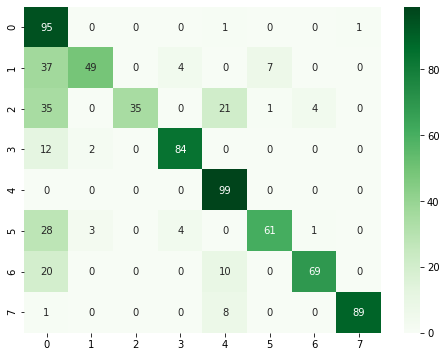 0 95 0 0 0 1 0 0 1
1 37 49 0 4 0 7 0 0
2 35 0 35 0 21 1 4 0
3 12 2 0 84 0 0 0 0
4 0 0 0 0 99 0 0 0
5 28 3 0 4 0 61 1 0
6 20 0 0 0 10 0 69 0
7 1 0 0 0 8 0 0 89
0 1 2 3 4 5 6 7
80
60
40
20
0